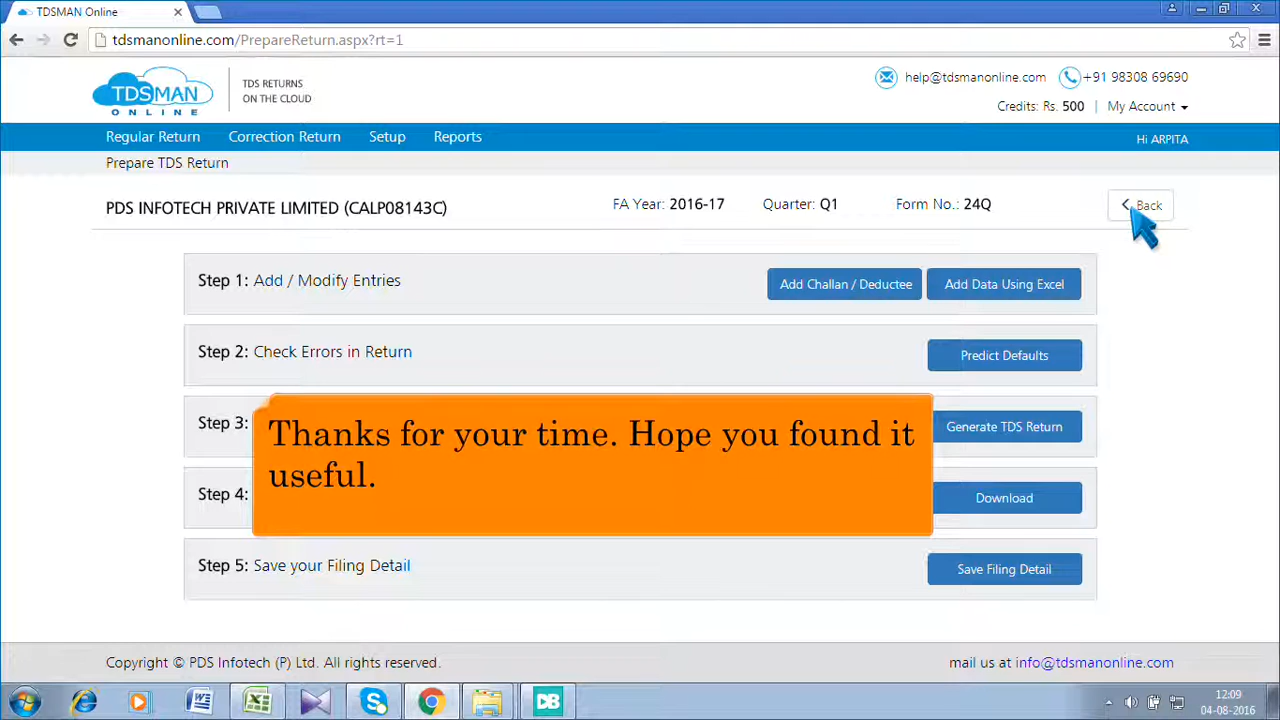 TDSMAN Online
tdsmanonline.com/PrepareReturn.aspx?rt=1
TDSMAN
ONLINE
TDS RETURNS
ON THE CLOUD
help@tdsmanonline.com
+91 98308 69690
Credits: Rs. 500 | My Account
Regular Return Correction Return Setup Reports
Hi ARPITA
Prepare TDS Return
PDS INFOTECH PRIVATE LIMITED (CALP08143C)
FA Year: 2016-17 Quarter: Q1 Form No.: 24Q
Back
Step 1: Add / Modify Entries
Add Challan / Deductee
Add Data Using Excel
Step 2: Check Errors in Return
Predict Defaults
Step 3:
Generate TDS Return
Thanks for your time. Hope you found it
useful.
Step 4:
Download
Step 5: Save your Filing Detail
Save Filing Detail
Copyright © PDS Infotech (P) Ltd. All rights reserved.
mail us at info@tdsmanonline.com
DB
12:09
04-08-2016